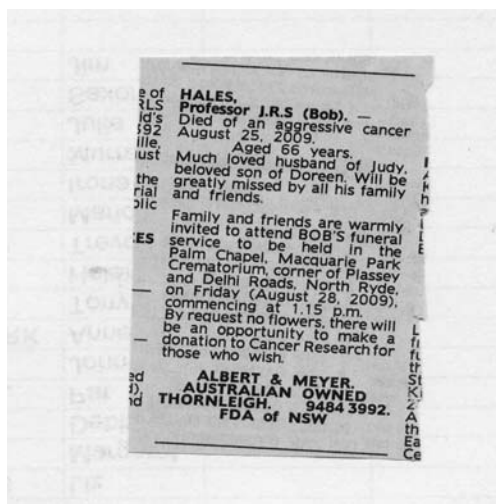 HALES,
Professor J.R.S (Bob). —
Died of an aggressive cancer
August 25, 2009.
Aged 66 years.
Much loved husband of Judy,
beloved son of Doreen. Will be
greatly missed by all his family
and friends.
Family and friends are warmly
invited to attend BOB'S funeral
service to be held in the
Palm Chapel, Macquarie Park
Crematorium, corner of Plassey
and Delhi Roads, North Ryde,
on Friday (August 28, 2009),
commencing at 1.15 p.m.
By request no flowers, there will
be an opportunity to make a
donation to Cancer Research for
those who wish.
ALBERT & MEYER.
AUSTRALIAN OWNED
THORNLEIGH. 9484 3992.
FDA of NSW